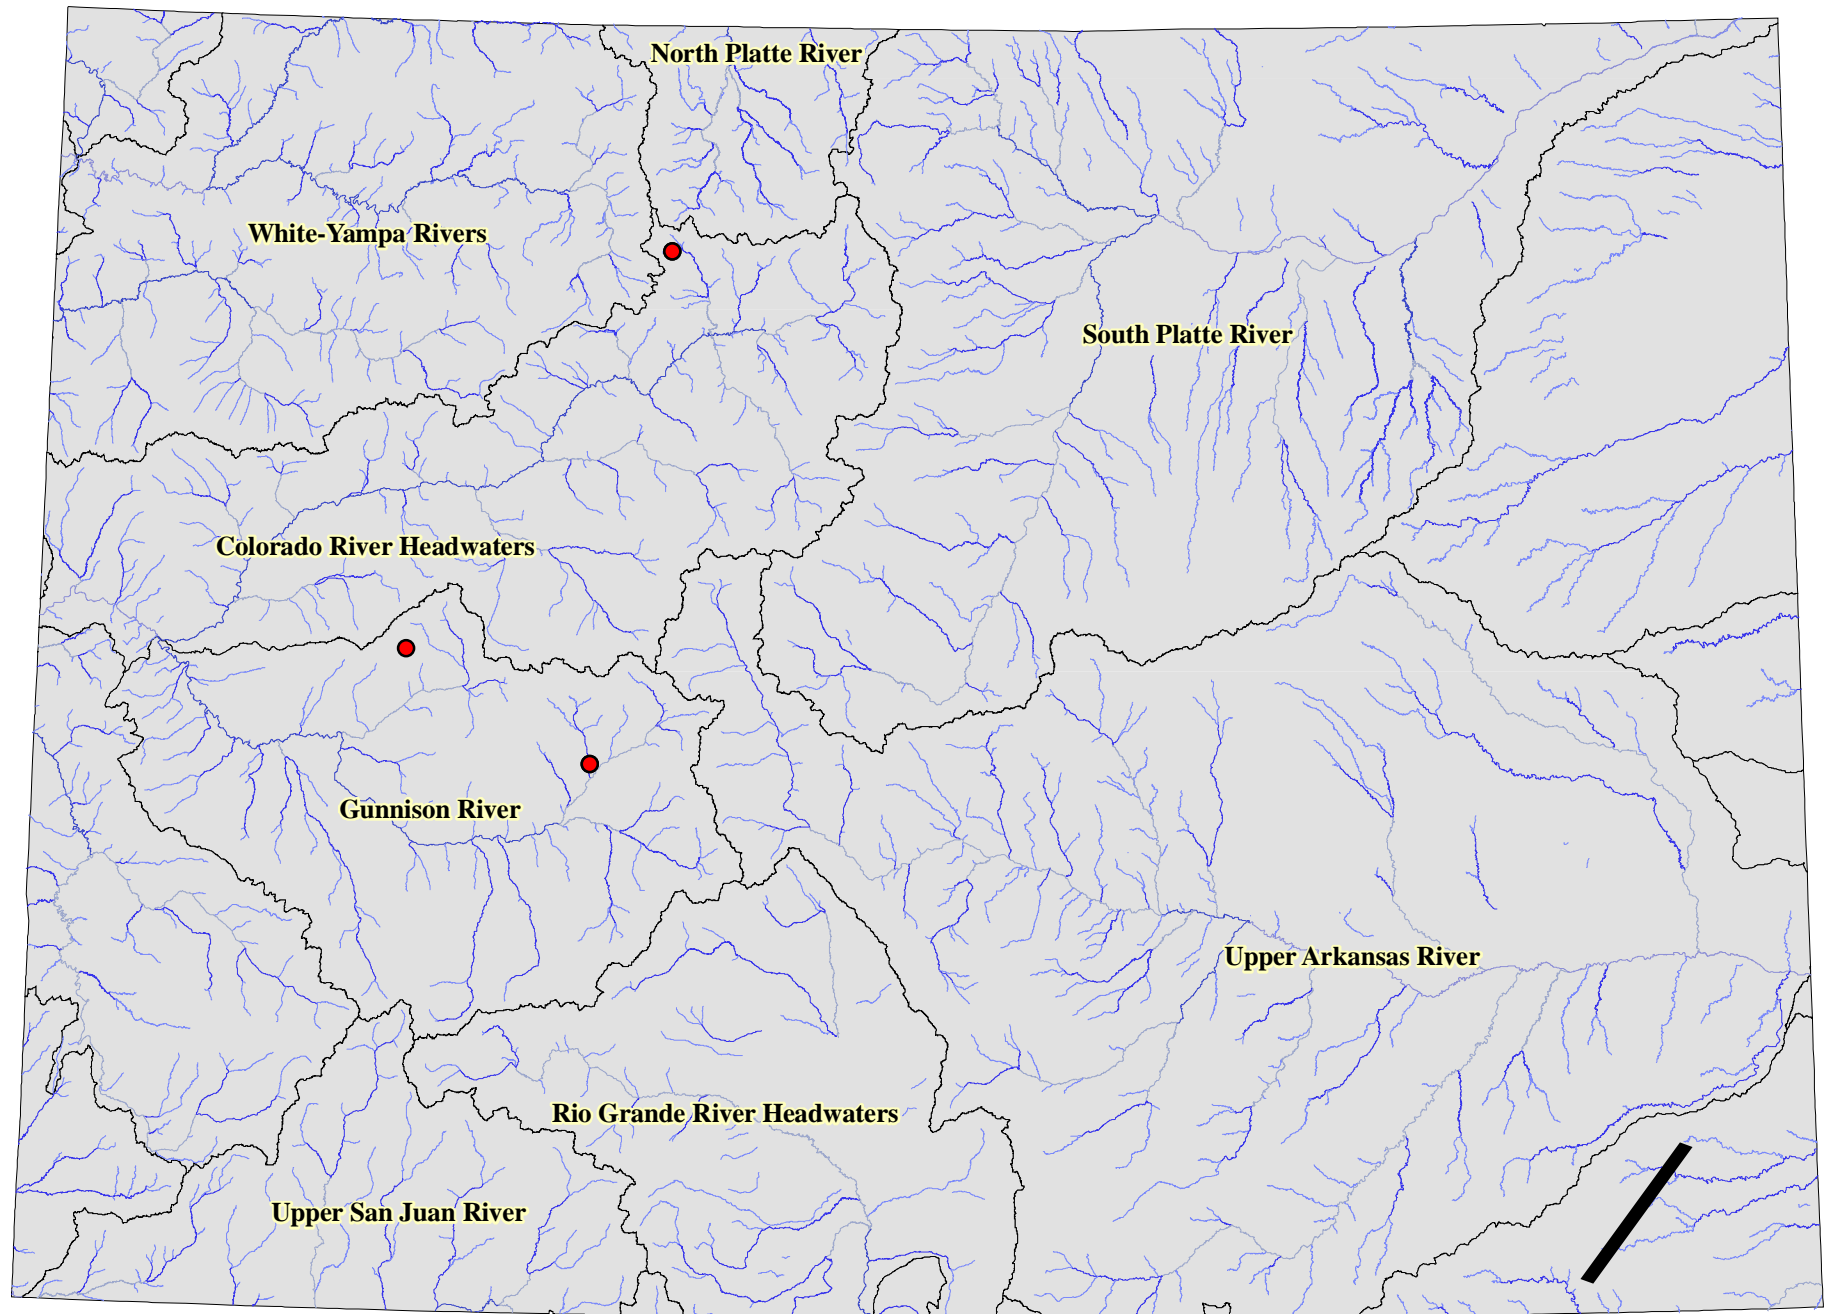 North Platte River
White-Yampa Rivers
South Platte River
Colorado River Headwaters
Gunnison River
Upper Arkansas River
Rio Grande River Headwaters
Upper San Juan River